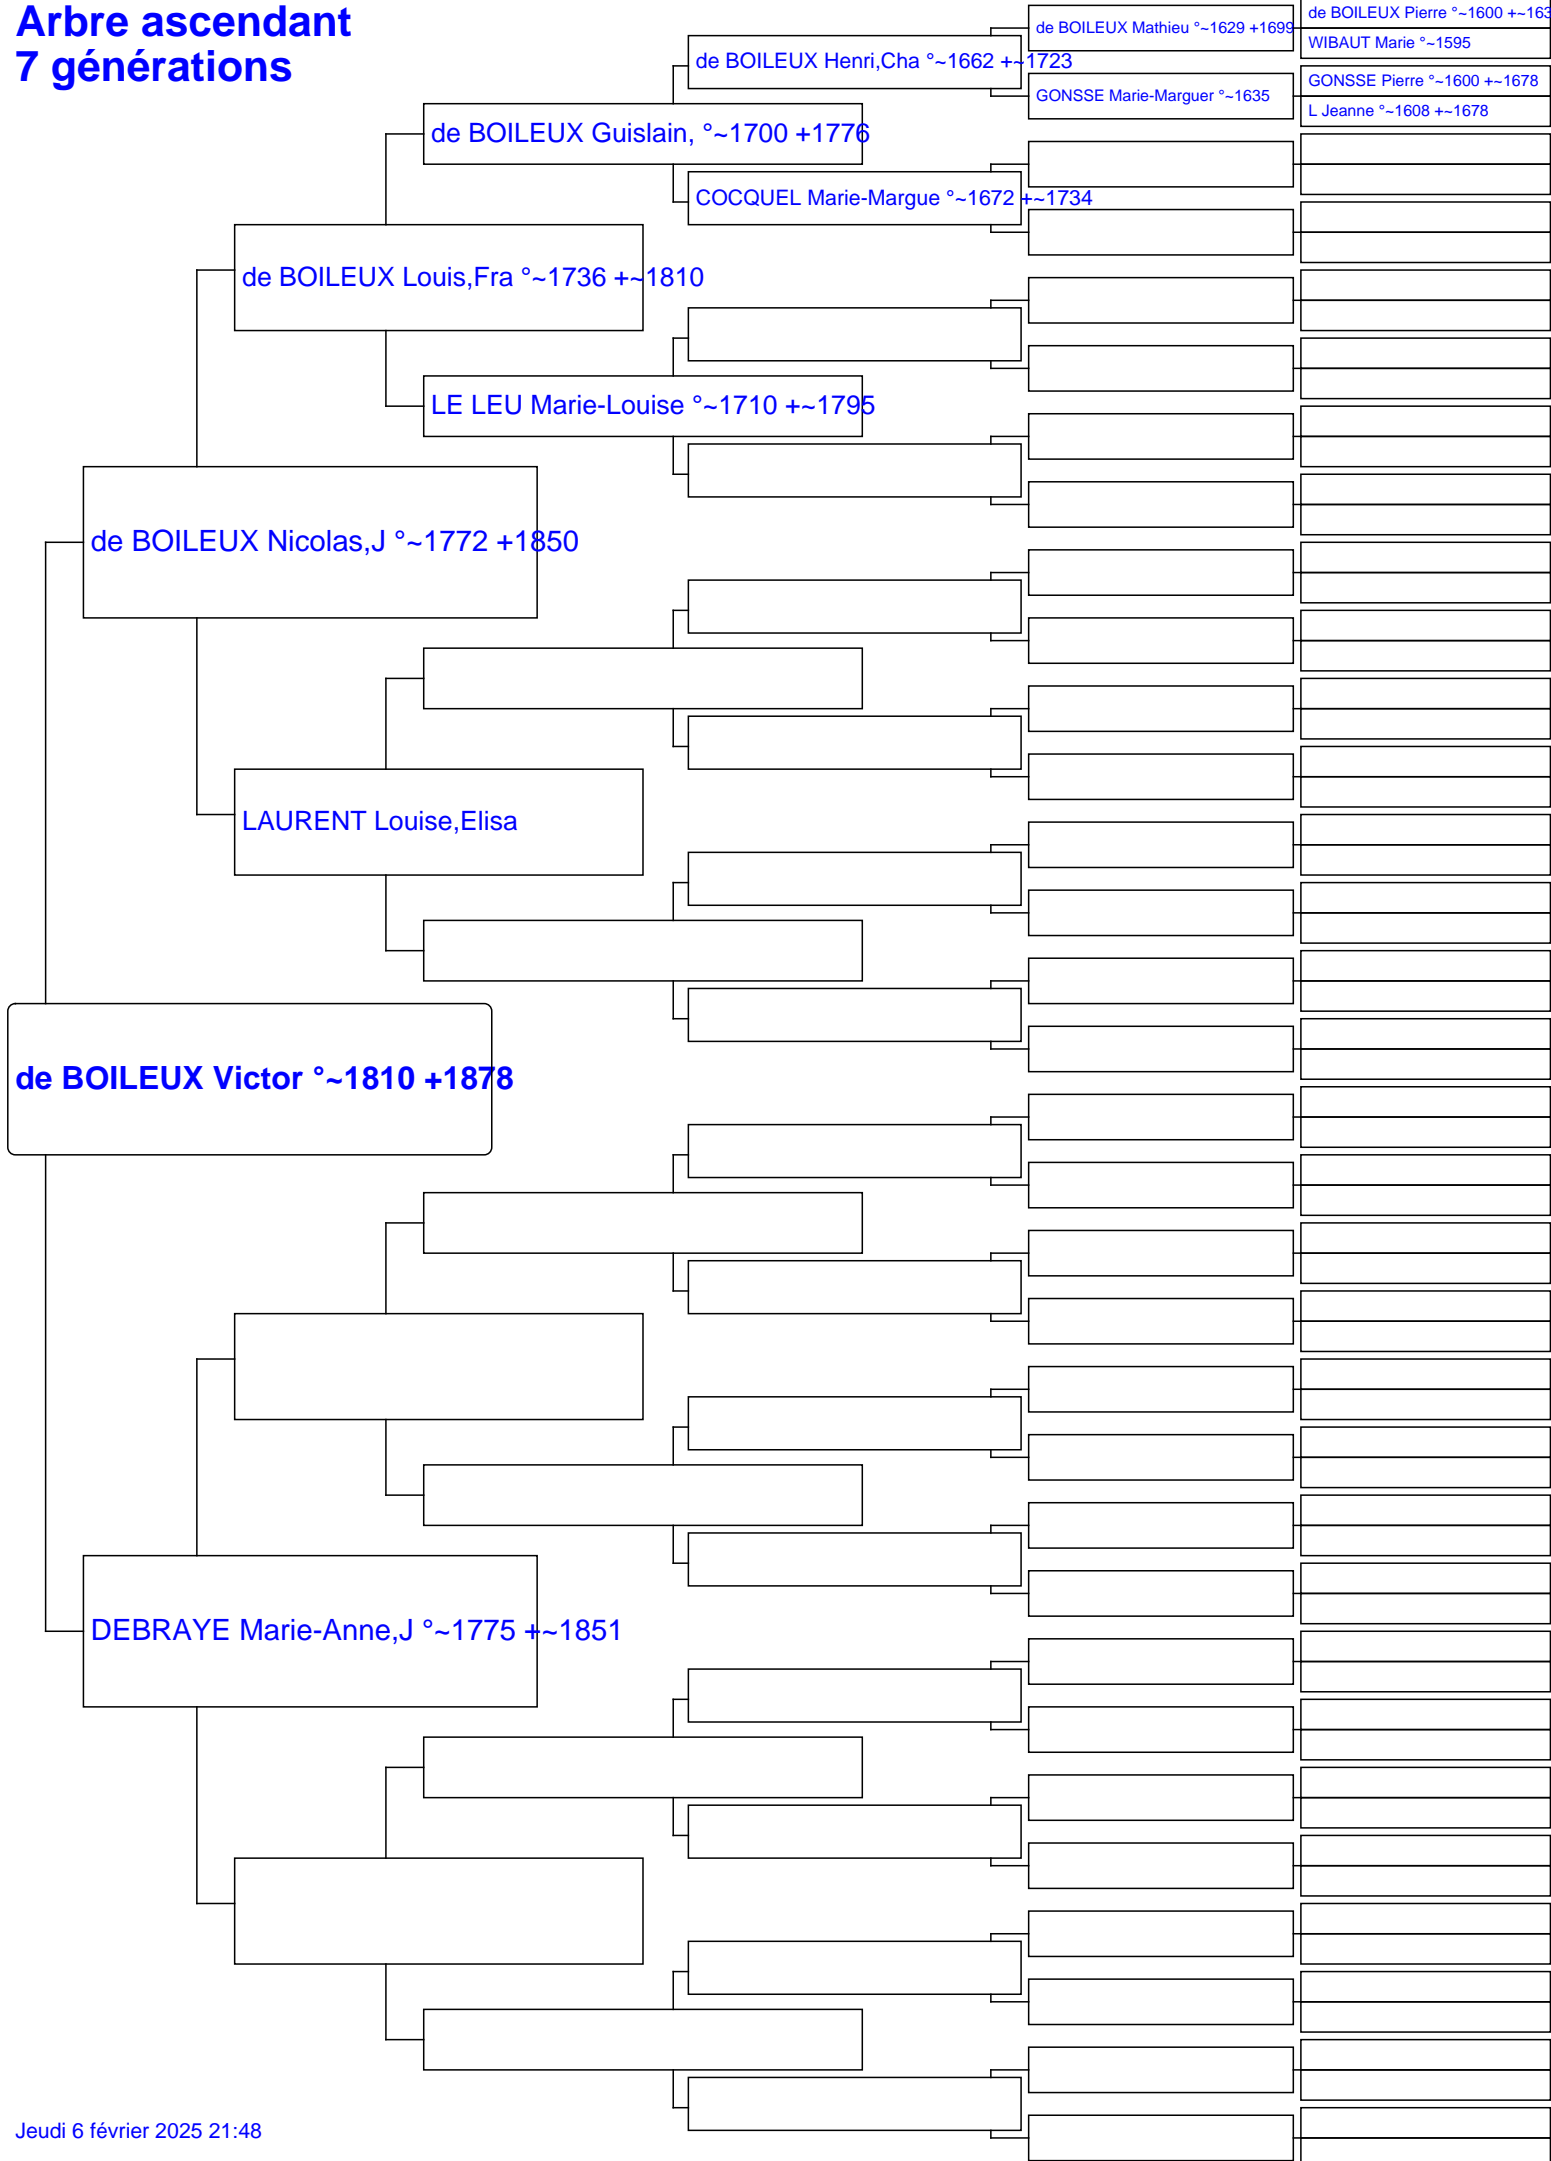 Arbre ascendant
7 générations
de BOILEUX Mathieu °~1629 +1699
de BOILEUX Pierre °~1600 +~163
WIBAUT Marie °~1595
de BOILEUX Henri,Cha °~1662 +~1723
GONSSE Marie-Marguer °~1635
GONSSE Pierre °~1600 +~1678
L Jeanne °~1608 +~1678
de BOILEUX Guislain, °~1700 +1776
COCQUEL Marie-Margue °~1672 +~1734
de BOILEUX Louis,Fra °~1736 +~1810
LE LEU Marie-Louise °~1710 +~1795
de BOILEUX Nicolas,J °~1772 +1850
LAURENT Louise,Elisa
de BOILEUX Victor °~1810 +1878
DEBRAYE Marie-Anne,J °~1775 +~1851
Jeudi 6 février 2025 21:48